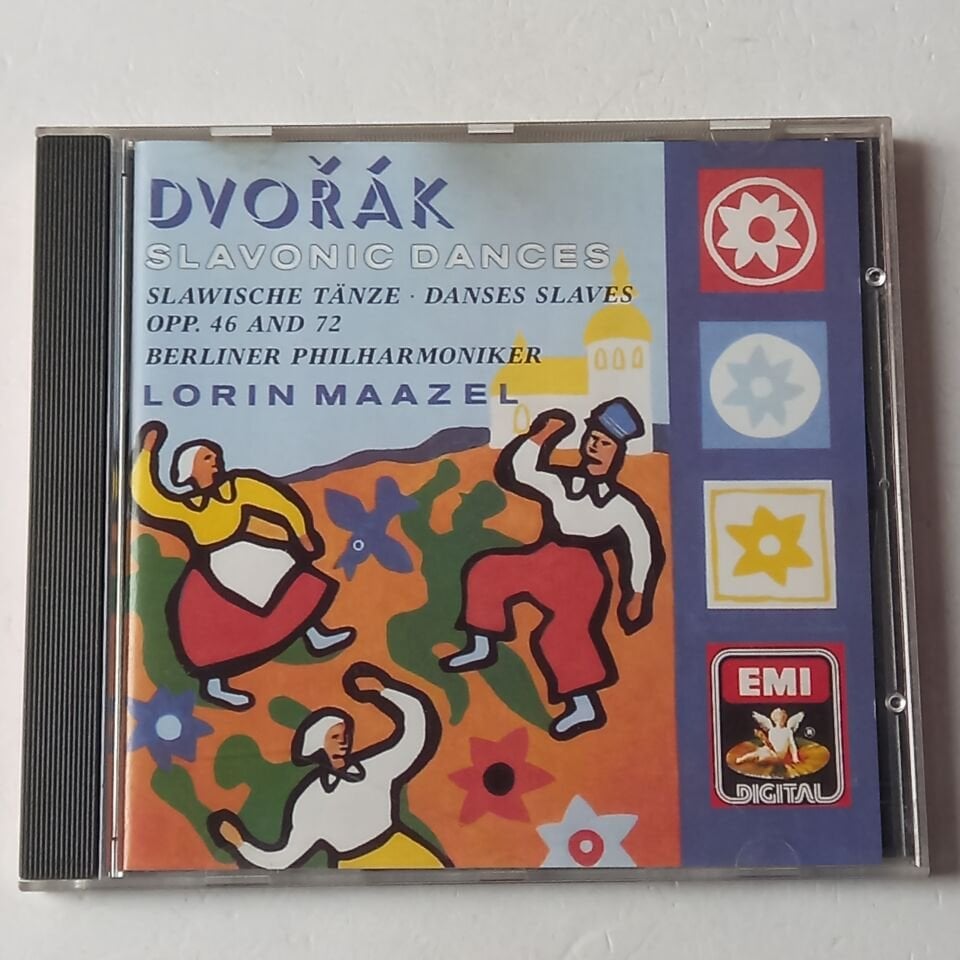 DVOŘÁK
SLAVONIC DANCES
SLAWISCHE TÄNZE · DANSES SLAVES
OPP. 46 AND 72
BERLINER PHILHARMONIKER
LORIN MAAZEL
EMI
®
DIGITAL